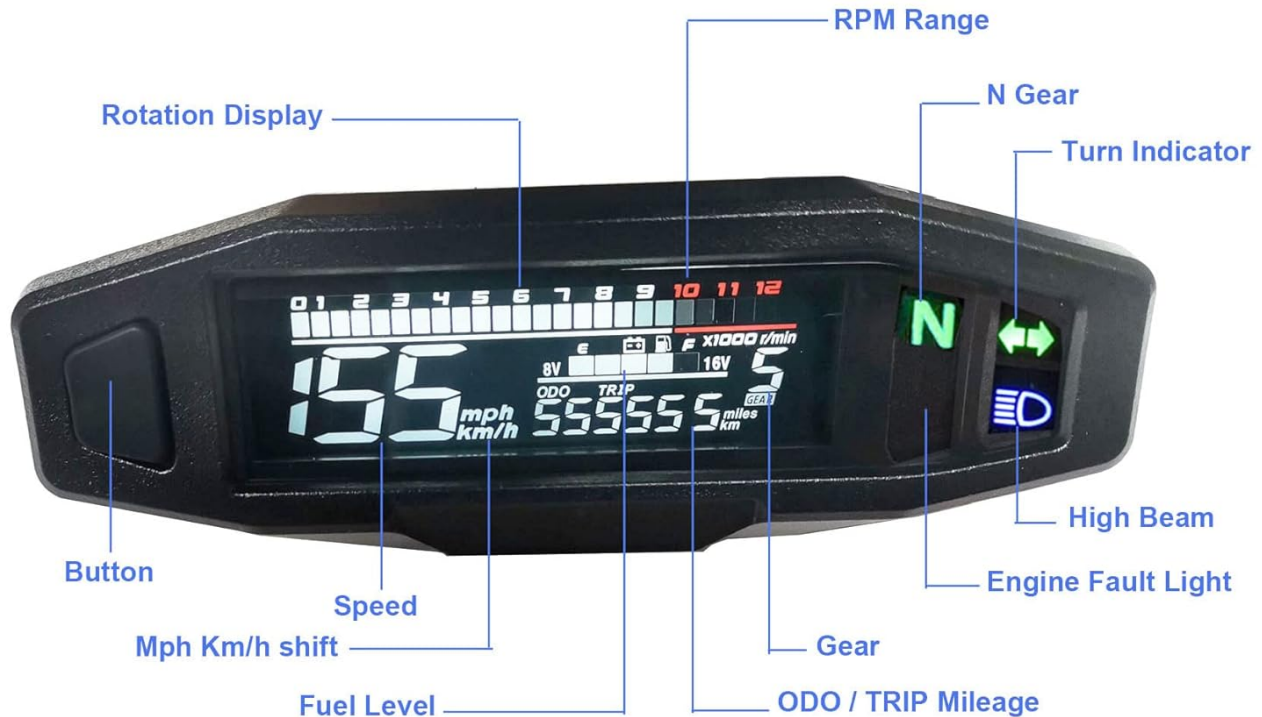 RPM Range
N Gear
Rotation Display
Turn Indicator
0 1 2 3 4 5 6 7 8 9 10 11 12
N
x1000 r/min
E F
8V 16V
155 mph
km/h
5
GEAR
ODO TRIP
555555 miles
km
High Beam
Button
Engine Fault Light
Speed
Mph Km/h shift
Gear
Fuel Level
ODO / TRIP Mileage